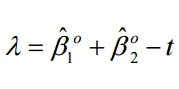 λ = β̂₁ᵒ + β̂₂ᵒ − t